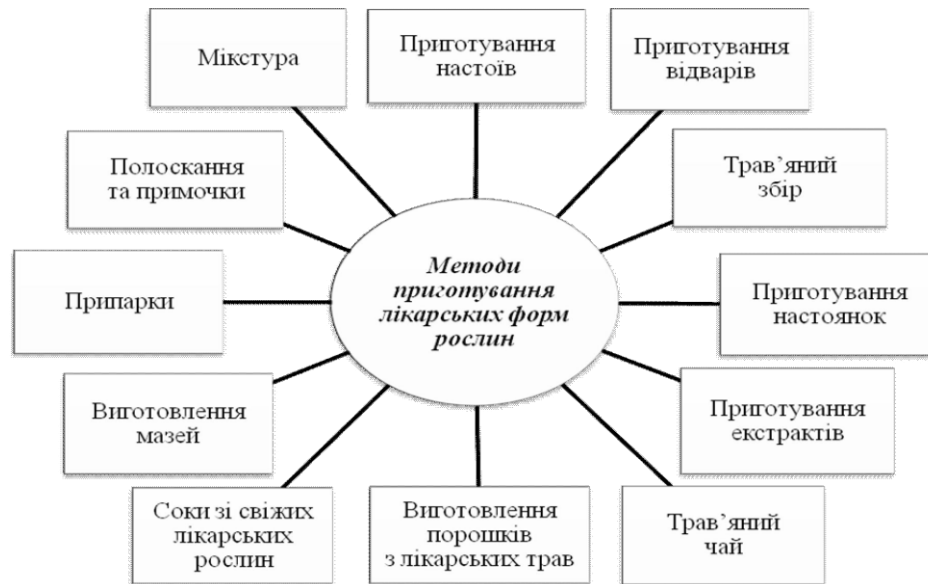 Мікстура
Приготування
настоїв
Приготування
відварів
Полоскання
та примочки
Трав’яний
збір
Методи
приготування
лікарських форм
рослин
Припарки
Приготування
настоянок
Виготовлення
мазей
Приготування
екстрактів
Соки зі свіжих
лікарських
рослин
Виготовлення
порошків
з лікарських трав
Трав’яний
чай